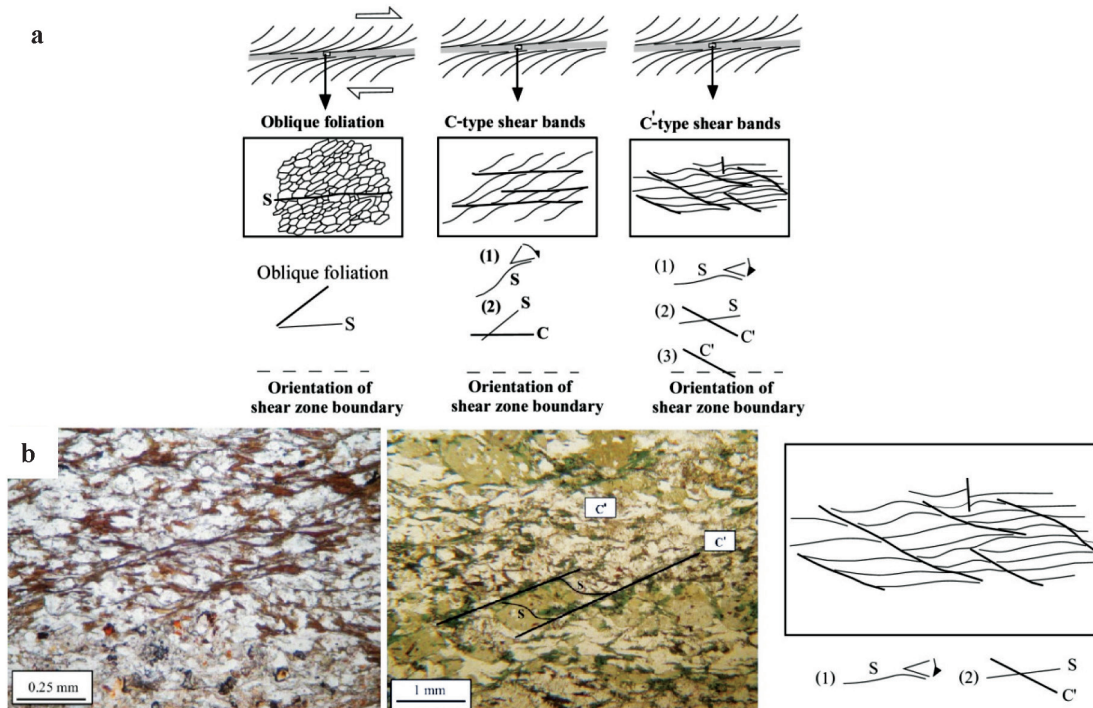 a
Oblique foliation
C-type shear bands
C'-type shear bands
S
(1)
S
(1)
S
Oblique foliation
S
(2)
S
C
(2)
S
C'
(3)
C'
Orientation of
shear zone boundary
Orientation of
shear zone boundary
Orientation of
shear zone boundary
b
C'
C'
S
S
0.25 mm
1 mm
(1)
S
(2)
S
C'